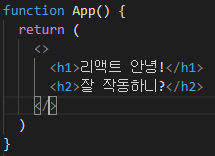 function App() {
  return (
    <>
      <h1>리액트 안녕!</h1>
      <h2>잘 작동하니?</h2>
    </>
  )
}